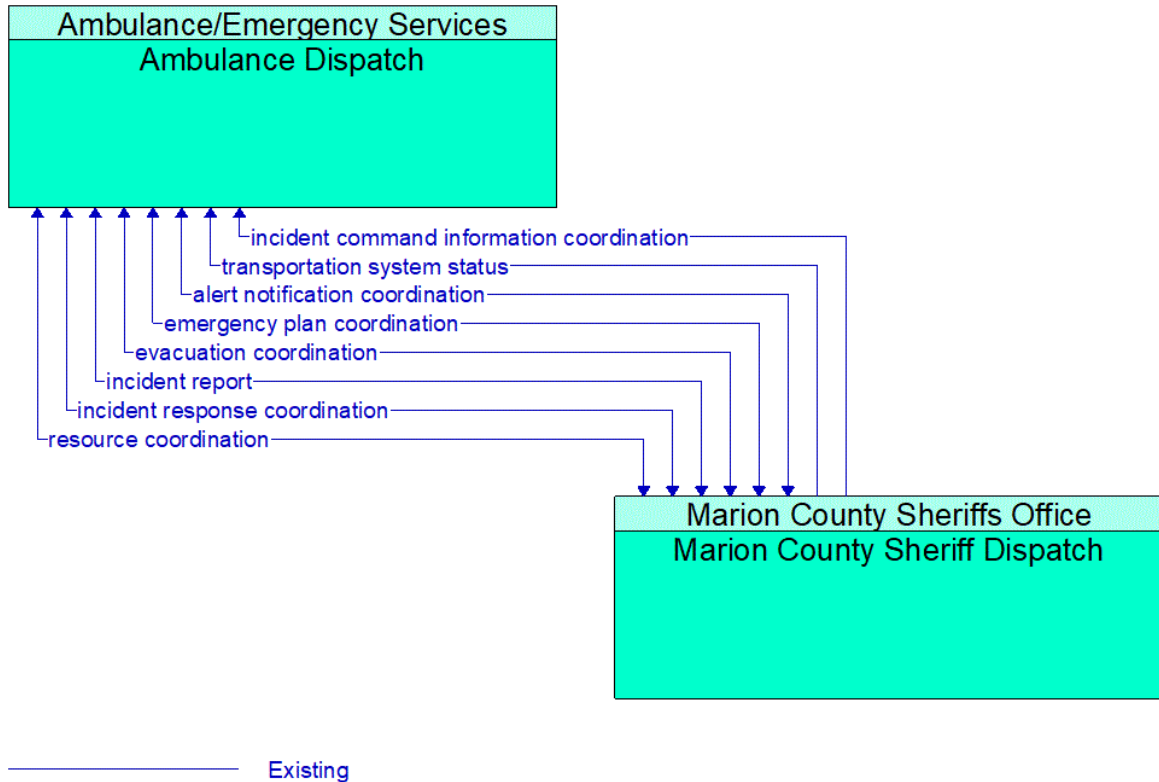 Ambulance/Emergency Services
Ambulance Dispatch
incident command information coordination
transportation system status
alert notification coordination
emergency plan coordination
evacuation coordination
incident report
incident response coordination
resource coordination
Marion County Sheriffs Office
Marion County Sheriff Dispatch
Existing